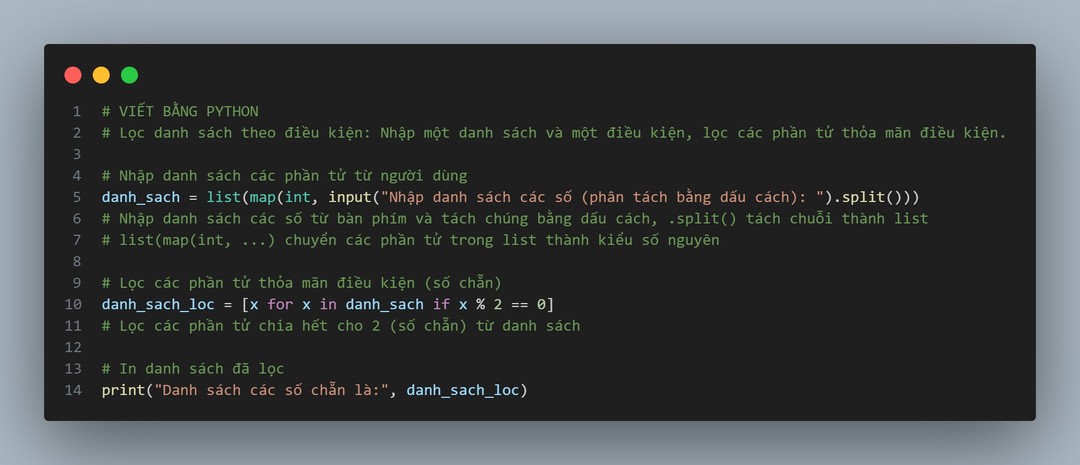 1 # VIẾT BẰNG PYTHON
2 # Lọc danh sách theo điều kiện: Nhập một danh sách và một điều kiện, lọc các phần tử thỏa mãn điều kiện.
3
4 # Nhập danh sách các phần tử từ người dùng
5 danh_sach = list(map(int, input("Nhập danh sách các số (phân tách bằng dấu cách): ").split()))
6 # Nhập danh sách các số từ bàn phím và tách chúng bằng dấu cách, .split() tách chuỗi thành list
7 # list(map(int, ...) chuyển các phần tử trong list thành kiểu số nguyên
8
9 # Lọc các phần tử thỏa mãn điều kiện (số chẵn)
10 danh_sach_loc = [x for x in danh_sach if x % 2 == 0]
11 # Lọc các phần tử chia hết cho 2 (số chẵn) từ danh sách
12
13 # In danh sách đã lọc
14 print("Danh sách các số chẵn là:", danh_sach_loc)